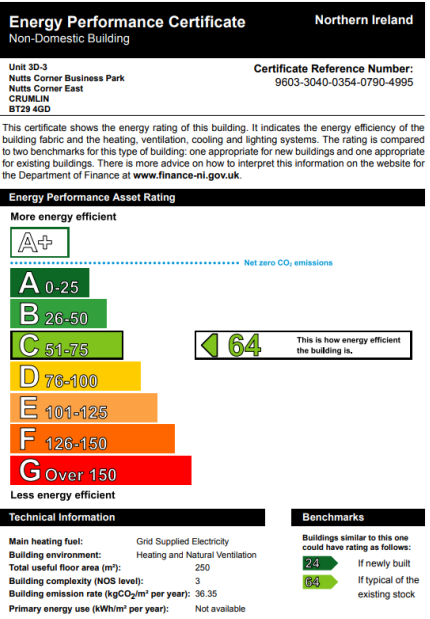 Energy Performance Certificate
Northern Ireland
Non-Domestic Building
Unit 3D-3
Nutts Corner Business Park
Nutts Corner East
CRUMLIN
BT29 4GD
Certificate Reference Number:
9603-3040-0354-0790-4995
This certificate shows the energy rating of this building. It indicates the energy efficiency of the
building fabric and the heating, ventilation, cooling and lighting systems. The rating is compared
to two benchmarks for this type of building: one appropriate for new buildings and one appropriate
for existing buildings. There is more advice on how to interpret this information on the website for
the Department of Finance at www.finance-ni.gov.uk.
Energy Performance Asset Rating
More energy efficient
A+
Net zero CO₂ emissions
A 0-25
B 26-50
C 51-75
64
This is how energy efficient
the building is.
D 76-100
E 101-125
F 126-150
G Over 150
Less energy efficient
Technical Information
Main heating fuel: Grid Supplied Electricity
Building environment: Heating and Natural Ventilation
Total useful floor area (m²): 250
Building complexity (NOS level): 3
Building emission rate (kgCO₂/m² per year): 36.35
Primary energy use (kWh/m² per year): Not available
Benchmarks
Buildings similar to this one
could have rating as follows:
24 If newly built
64 If typical of the
existing stock